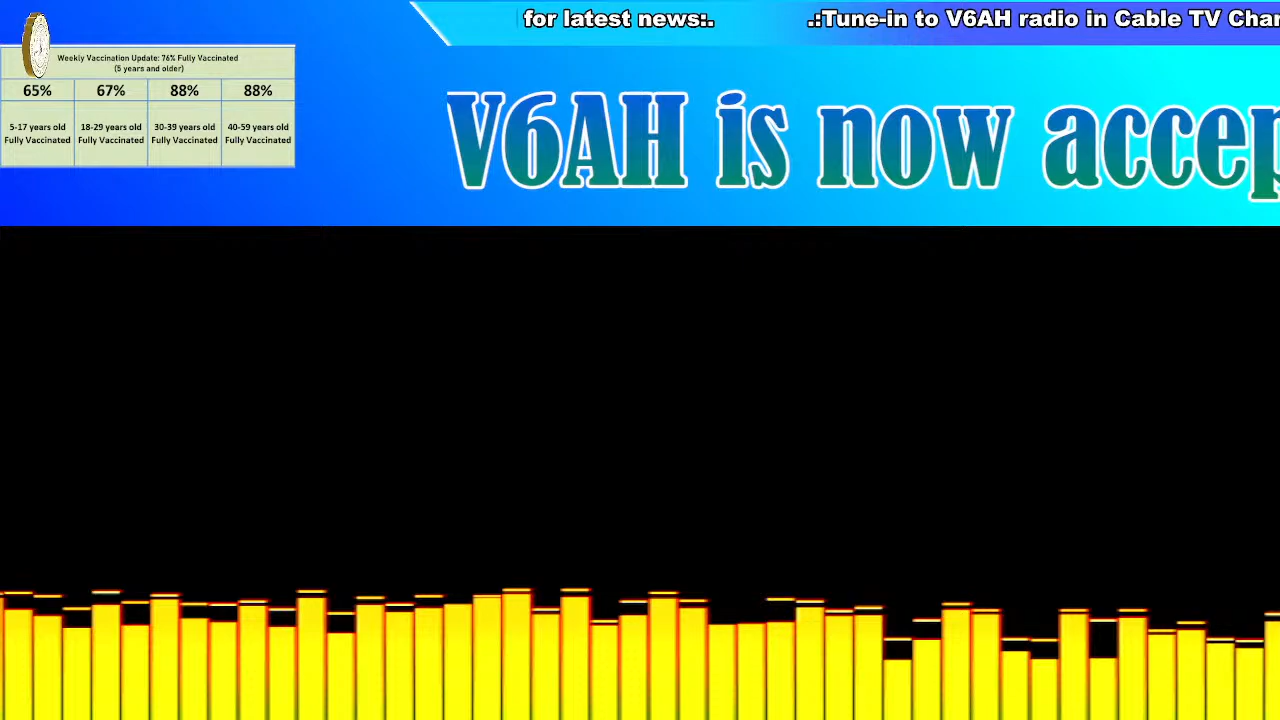 for latest news:. .:Tune-in to V6AH radio in Cable TV Chan
Weekly Vaccination Update: 76% Fully Vaccinated
(5 years and older)
65% 67% 88% 88%
5-17 years old 18-29 years old 30-39 years old 40-59 years old
Fully Vaccinated Fully Vaccinated Fully Vaccinated Fully Vaccinated
V6AH is now accep